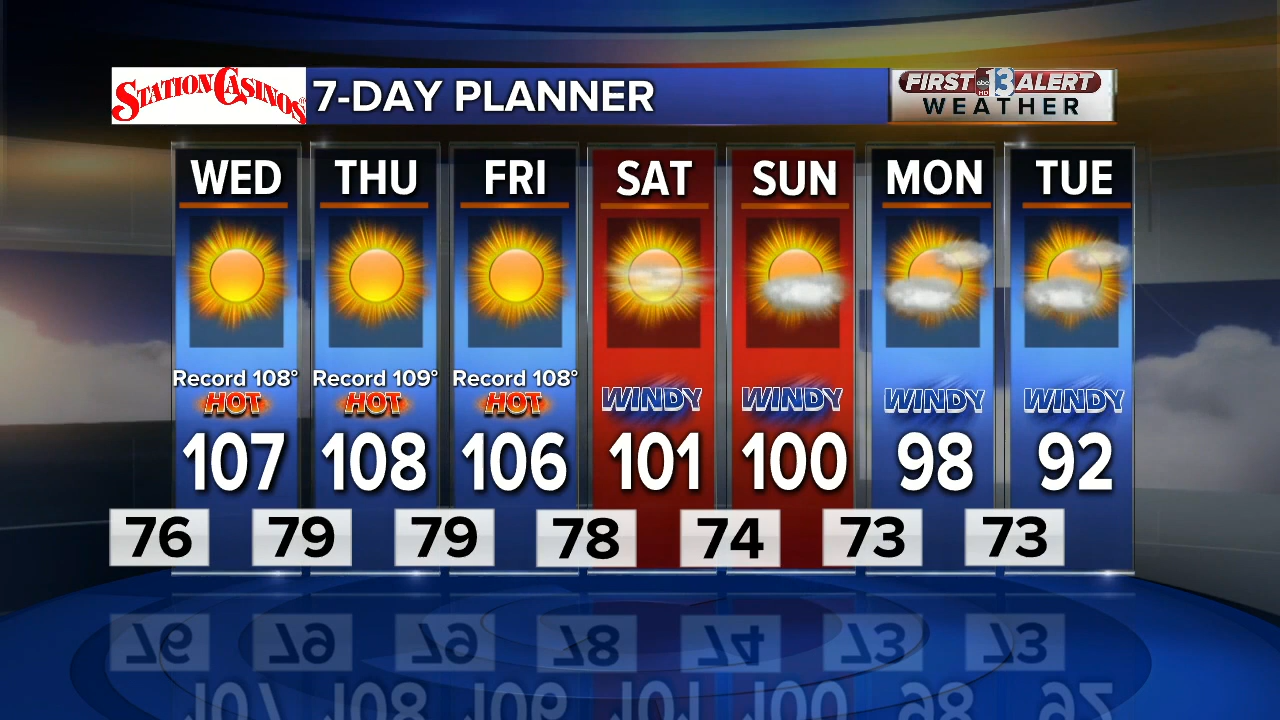 STATION CASINOS
7-DAY PLANNER
FIRST abc HD 13 ALERT
WEATHER
WED THU FRI SAT SUN MON TUE
Record 108° Record 109° Record 108°
HOT HOT HOT WINDY WINDY WINDY WINDY
107 108 106 101 100 98 92
76 79 79 78 74 73 73